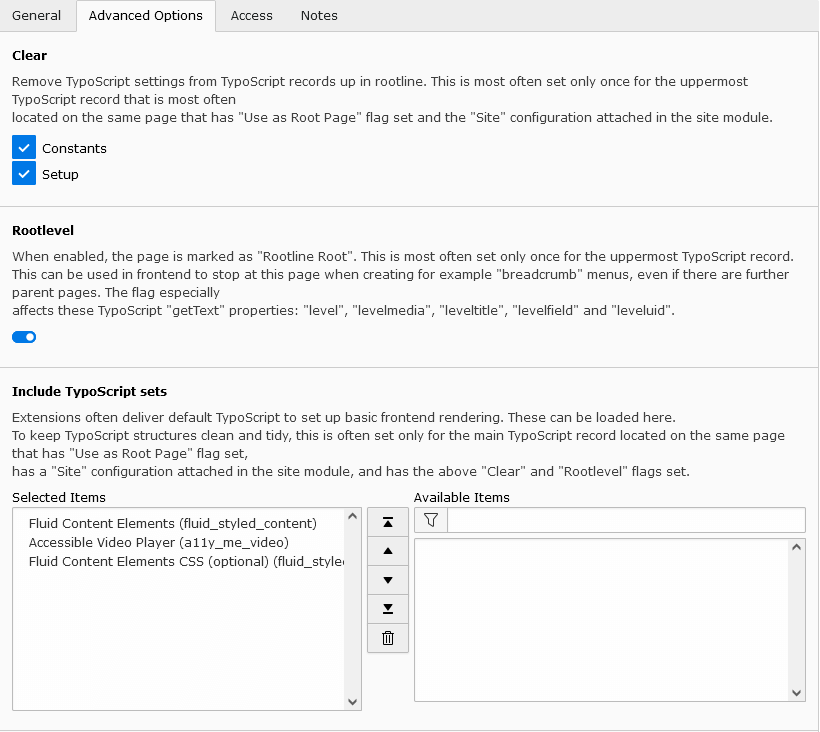 General Advanced Options Access Notes
Clear
Remove TypoScript settings from TypoScript records up in rootline. This is most often set only once for the uppermost
TypoScript record that is most often
located on the same page that has "Use as Root Page" flag set and the "Site" configuration attached in the site module.
Constants
Setup
Rootlevel
When enabled, the page is marked as "Rootline Root". This is most often set only once for the uppermost TypoScript record.
This can be used in frontend to stop at this page when creating for example "breadcrumb" menus, even if there are further
parent pages. The flag especially
affects these TypoScript "getText" properties: "level", "levelmedia", "leveltitle", "levelfield" and "leveluid".
Include TypoScript sets
Extensions often deliver default TypoScript to set up basic frontend rendering. These can be loaded here.
To keep TypoScript structures clean and tidy, this is often set only for the main TypoScript record located on the same page
that has "Use as Root Page" flag set,
has a "Site" configuration attached in the site module, and has the above "Clear" and "Rootlevel" flags set.
Selected Items
Fluid Content Elements (fluid_styled_content)
Accessible Video Player (a11y_me_video)
Fluid Content Elements CSS (optional) (fluid_style
Available Items